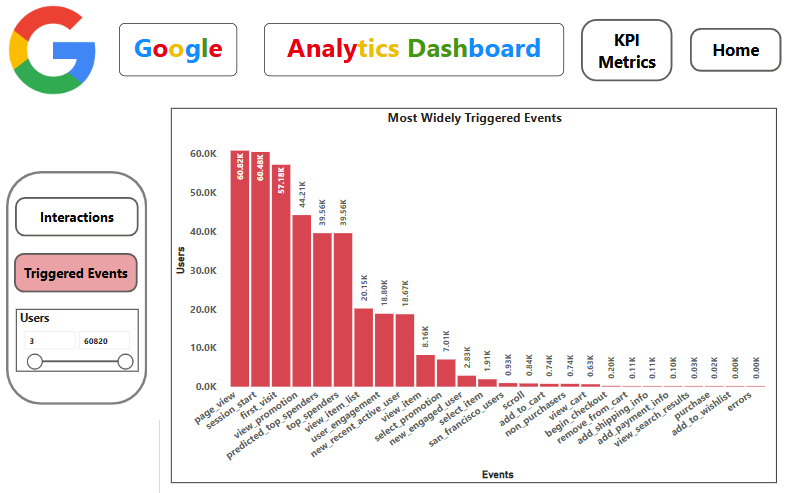 Google
Analytics Dashboard
KPI
Metrics
Home
Interactions
Triggered Events
Users
3
60820
Most Widely Triggered Events
Users
60.0K
50.0K
40.0K
30.0K
20.0K
10.0K
0.0K
60.82K
60.48K
57.18K
44.21K
39.56K
39.56K
20.15K
18.80K
18.67K
8.16K
7.01K
2.83K
1.91K
0.93K
0.84K
0.74K
0.74K
0.63K
0.20K
0.11K
0.11K
0.10K
0.03K
0.02K
0.00K
0.00K
page_view
session_start
first_visit
view_promotion
predicted_top_spenders
top_spenders
view_item_list
user_engagement
new_recent_active_user
view_item
select_promotion
new_engaged_user
select_item
san_francisco_users
scroll
add_to_cart
non_purchasers
view_cart
begin_checkout
remove_from_cart
add_shipping_info
add_payment_info
view_search_results
purchase
add_to_wishlist
errors
Events